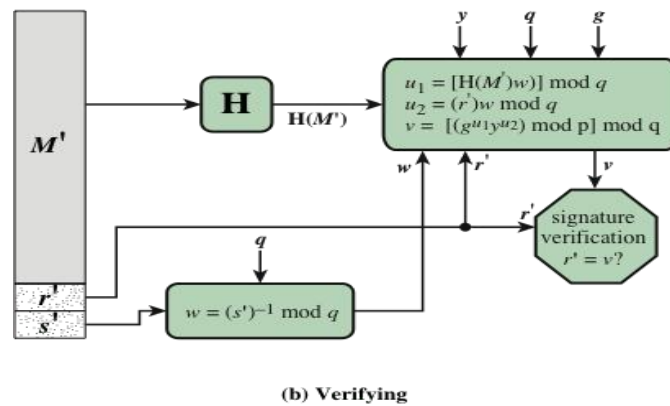 y q g
M'
H
H(M')
u₁ = [H(M')w)] mod q
u₂ = (r')w mod q
v = [(gᵘ¹yᵘ²) mod p] mod q
w r' v
r'
signature
verification
r' = v?
q
r'
s'
w = (s')⁻¹ mod q
(b) Verifying